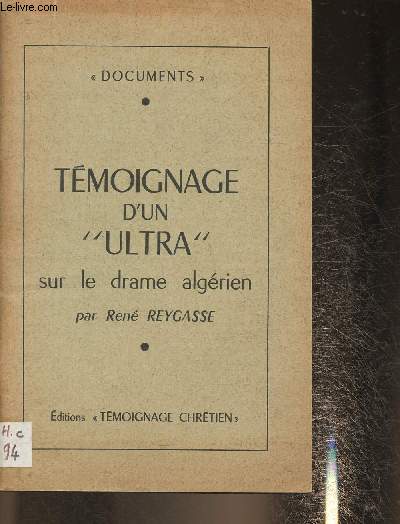 Le-livre.com
« DOCUMENTS »
TÉMOIGNAGE
D'UN
"ULTRA"
sur le drame algérien
par René REYGASSE
Éditions « TÉMOIGNAGE CHRÉTIEN »
H.c
94